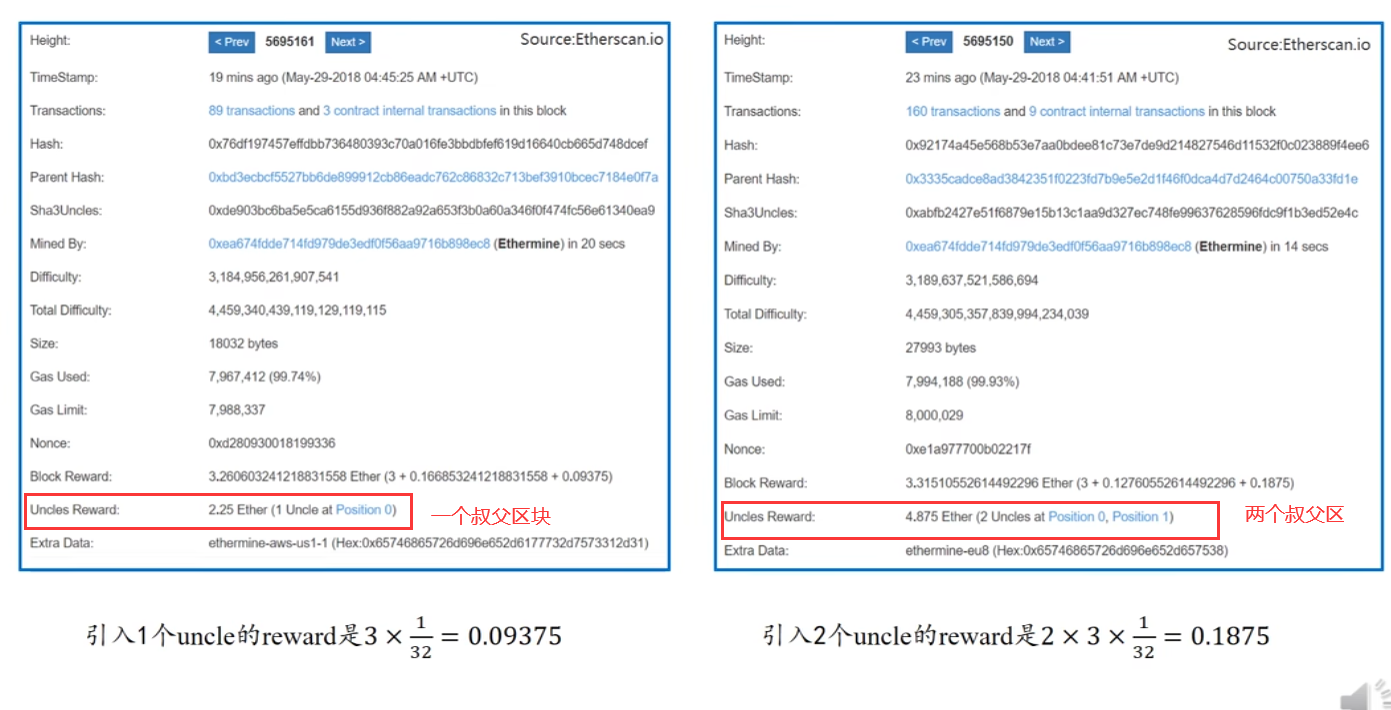 Height: < Prev 5695161 Next > Source:Etherscan.io
TimeStamp: 19 mins ago (May-29-2018 04:45:25 AM +UTC)
Transactions: 89 transactions and 3 contract internal transactions in this block
Hash: 0x76df197457effdbb736480393c70a016fe3bbdbfef619d16640cb665d748dcef
Parent Hash: 0xbd3ecbcf5527bb6de899912cb86eadc762c86832c713bef3910bcec7184e0f7a
Sha3Uncles: 0xde903bc6ba5e5ca6155d936f882a92a653f3b0a60a346f0f474fc56e61340ea9
Mined By: 0xea674fdde714fd979de3edf0f56aa9716b898ec8 (Ethermine) in 20 secs
Difficulty: 3,184,956,261,907,541
Total Difficulty: 4,459,340,439,119,129,119,115
Size: 18032 bytes
Gas Used: 7,967,412 (99.74%)
Gas Limit: 7,988,337
Nonce: 0xd280930018199336
Block Reward: 3.260603241218831558 Ether (3 + 0.166853241218831558 + 0.09375)
Uncles Reward: 2.25 Ether (1 Uncle at Position 0) 一个叔父区块
Extra Data: ethermine-aws-us1-1 (Hex:0x65746865726d696e652d6177732d7573312d31)
引入1个uncle的reward是3 × 1/32 = 0.09375
Height: < Prev 5695150 Next > Source:Etherscan.io
TimeStamp: 23 mins ago (May-29-2018 04:41:51 AM +UTC)
Transactions: 160 transactions and 9 contract internal transactions in this block
Hash: 0x92174a45e568b53e7aa0bdee81c73e7de9d214827546d11532f0c023889f4ee6
Parent Hash: 0x3335cadce8ad3842351f0223fd7b9e5e2d1f46f0dca4d7d2464c00750a33fd1e
Sha3Uncles: 0xabfb2427e51f6879e15b13c1aa9d327ec748fe99637628596fdc9f1b3ed52e4c
Mined By: 0xea674fdde714fd979de3edf0f56aa9716b898ec8 (Ethermine) in 14 secs
Difficulty: 3,189,637,521,586,694
Total Difficulty: 4,459,305,357,839,994,234,039
Size: 27993 bytes
Gas Used: 7,994,188 (99.93%)
Gas Limit: 8,000,029
Nonce: 0xe1a977700b02217f
Block Reward: 3.31510552614492296 Ether (3 + 0.12760552614492296 + 0.1875)
Uncles Reward: 4.875 Ether (2 Uncles at Position 0, Position 1) 两个叔父区
Extra Data: ethermine-eu8 (Hex:0x65746865726d696e652d657538)
引入2个uncle的reward是2 × 3 × 1/32 = 0.1875